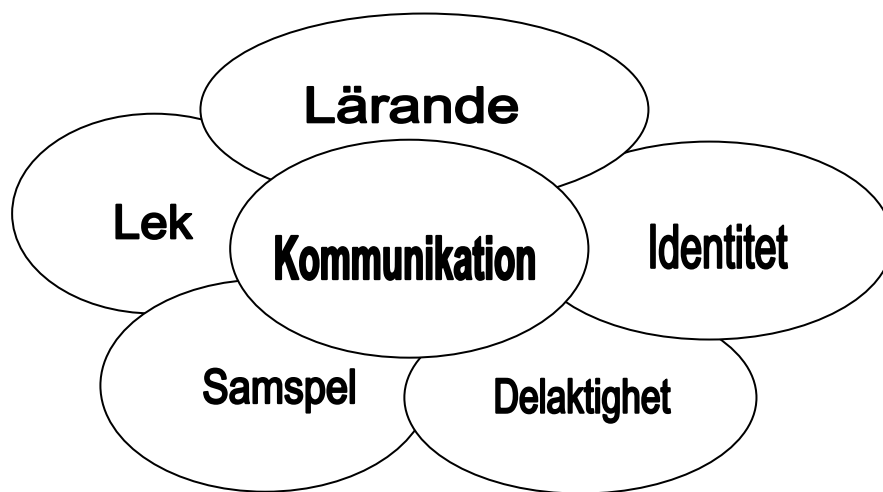 Lärande
Lek
Kommunikation
Identitet
Samspel
Delaktighet